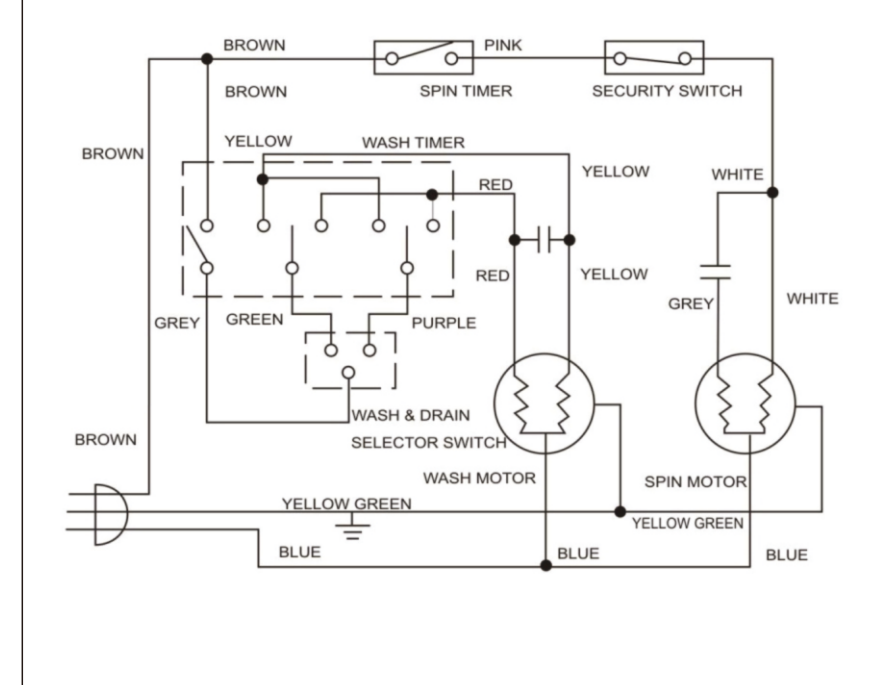 BROWN
PINK
BROWN
SPIN TIMER
SECURITY SWITCH
YELLOW
WASH TIMER
BROWN
YELLOW
WHITE
RED
RED
YELLOW
GREY
WHITE
GREY
GREEN
PURPLE
WASH & DRAIN
SELECTOR SWITCH
BROWN
WASH MOTOR
SPIN MOTOR
YELLOW GREEN
YELLOW GREEN
BLUE
BLUE
BLUE